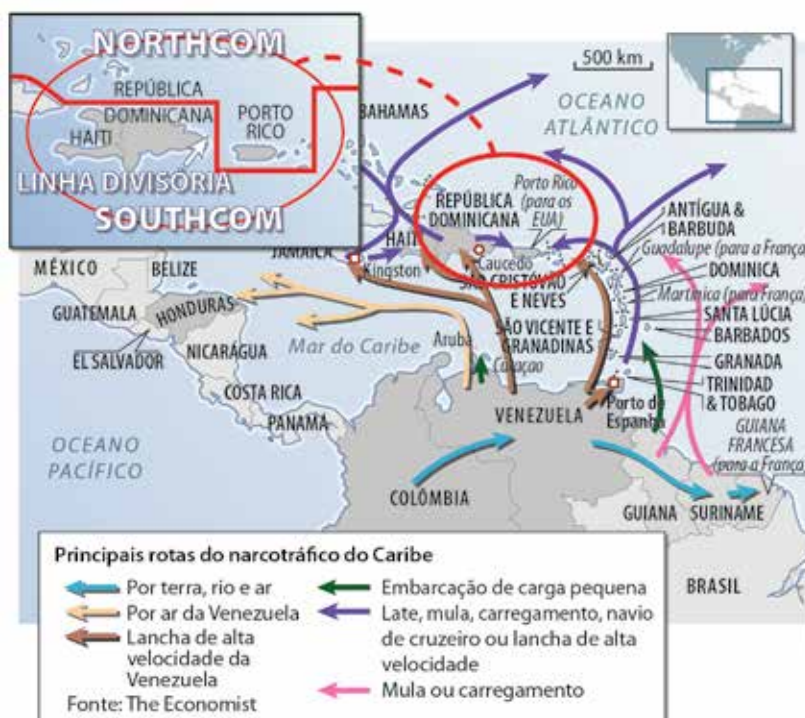 NORTHCOM
REPÚBLICA
DOMINICANA
PORTO
RICO
HAITI
LINHA DIVISÓRIA
SOUTHCOM
500 km
OCEANO
ATLÂNTICO
BAHAMAS
REPÚBLICA
DOMINICANA
Porto Rico
(para os
EUA)
HAITI
JAMAICA
Kingston
Caucedo
SÃO CRISTÓVÃO
E NEVES
ANTÍGUA &
BARBUDA
Guadalupe (para a França)
DOMINICA
Martinica (para França)
SANTA LÚCIA
BARBADOS
SÃO VICENTE E
GRANADINAS
GRANADA
TRINIDAD
& TOBAGO
MÉXICO
BELIZE
GUATEMALA
HONDURAS
EL SALVADOR
NICARÁGUA
COSTA RICA
PANAMÁ
Mar do Caribe
Aruba
Curaçao
VENEZUELA
Porto de
Espanha
GUIANA
FRANCESA
(para a França)
OCEANO
PACÍFICO
COLÔMBIA
GUIANA
SURINAME
BRASIL
Principais rotas do narcotráfico do Caribe
Por terra, rio e ar
Por ar da Venezuela
Lancha de alta
velocidade da
Venezuela
Fonte: The Economist
Embarcação de carga pequena
Late, mula, carregamento, navio
de cruzeiro ou lancha de alta
velocidade
Mula ou carregamento